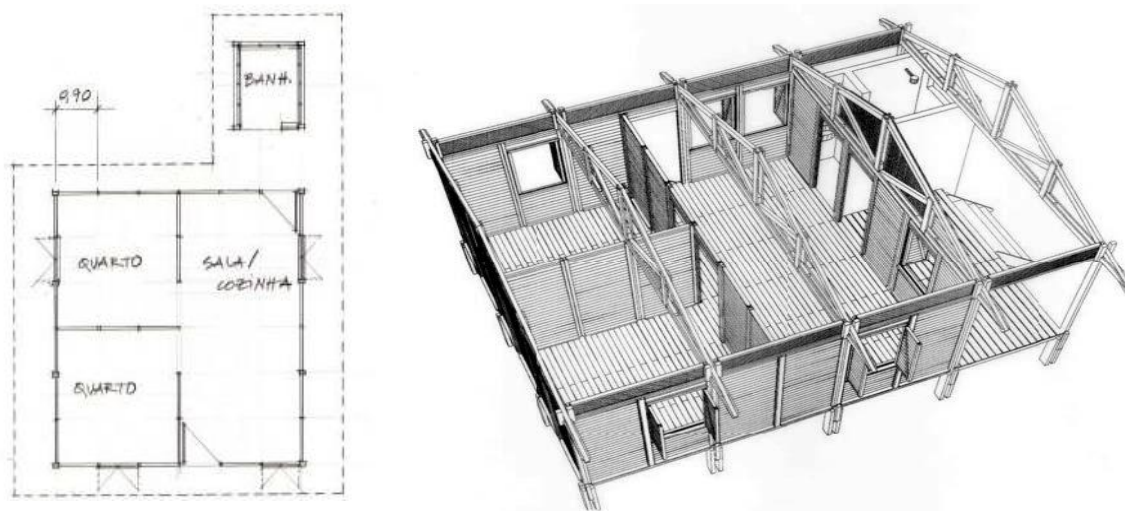 BANH.
0,90
QUARTO
SALA/
COZINHA
QUARTO